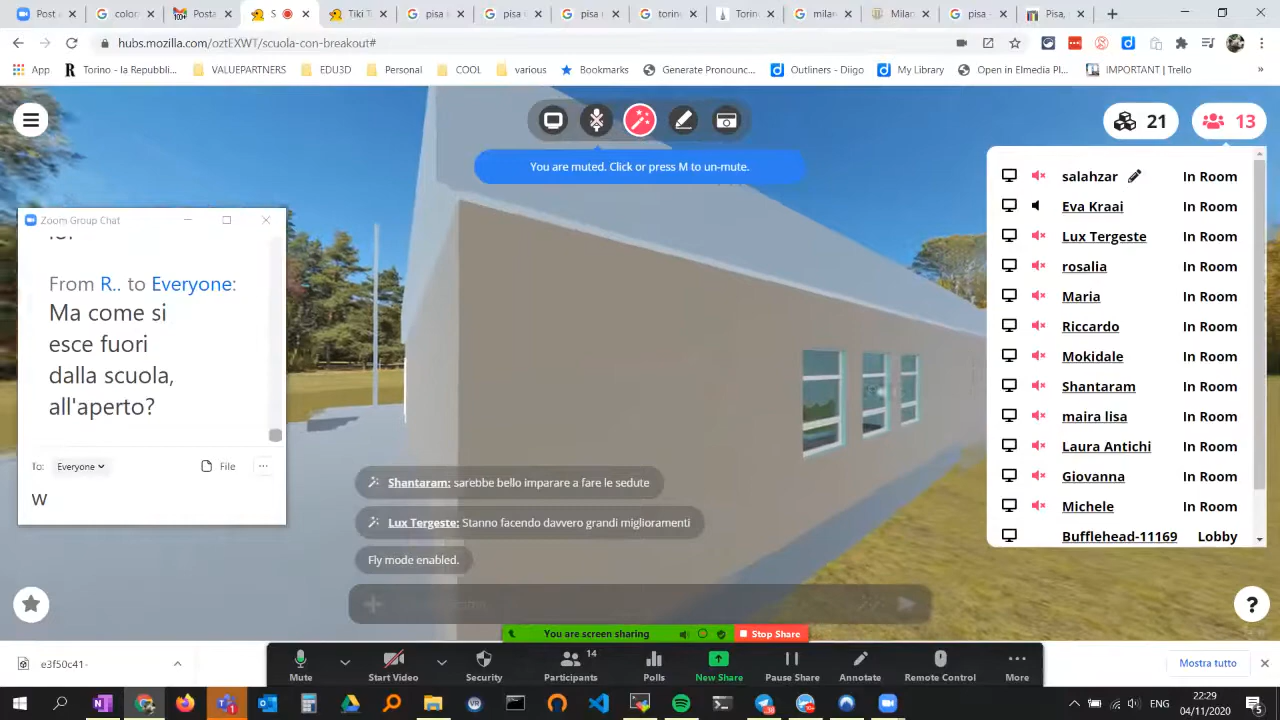 Post
color
Posta
S
Tiki T
pisa
pisa
pisa
torin
Torin
milan
Milano
pisa
Pisa,
hubs.mozilla.com/oztEXWT/scuola-con-breakout#
App
Torino - la Repubbli...
VALUEPARTNERS
EDU3D
Personal
COOL
various
Bookmarks
Generate Pronounc...
Outliners - Diigo
My Library
Open in Elmedia Pl...
IMPORTANT | Trello
21
13
You are muted. Click or press M to un-mute.
salahzar In Room
Eva Kraai In Room
Lux Tergeste In Room
rosalia In Room
Maria In Room
Riccardo In Room
Mokidale In Room
Shantaram In Room
maira lisa In Room
Laura Antichi In Room
Giovanna In Room
Michele In Room
Bufflehead-11169 Lobby
Zoom Group Chat
From R.. to Everyone:
Ma come si
esce fuori
dalla scuola,
all'aperto?
To: Everyone File
W
Shantaram: sarebbe bello imparare a fare le sedute
Lux Tergeste: Stanno facendo davvero grandi miglioramenti
Fly mode enabled.
You are screen sharing
Stop Share
e3f50c41-
Mute
Start Video
Security
14
Participants
Polls
New Share
Pause Share
Annotate
Remote Control
More
Mostra tutto
ENG
22:29
04/11/2020
5